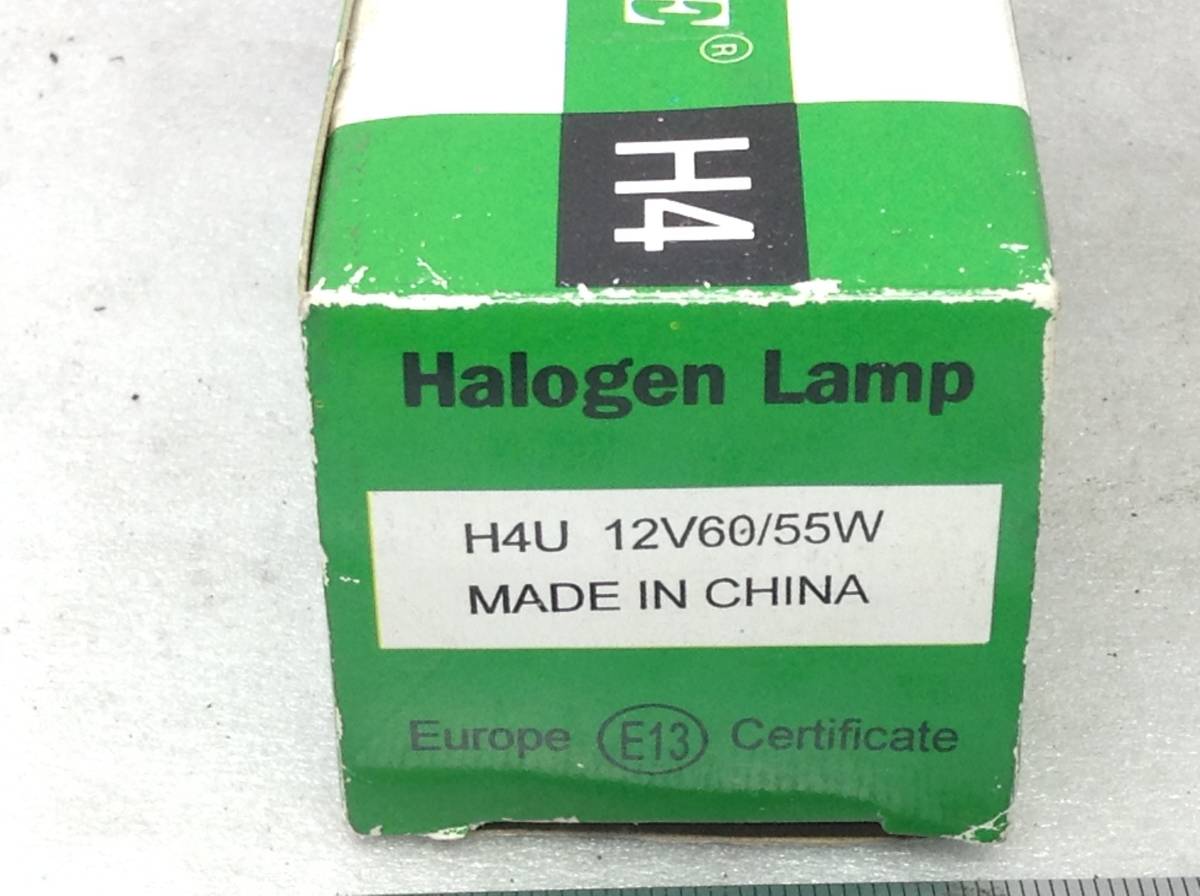 ®
H4
Halogen Lamp
H4U 12V60/55W
MADE IN CHINA
Europe E13 Certificate